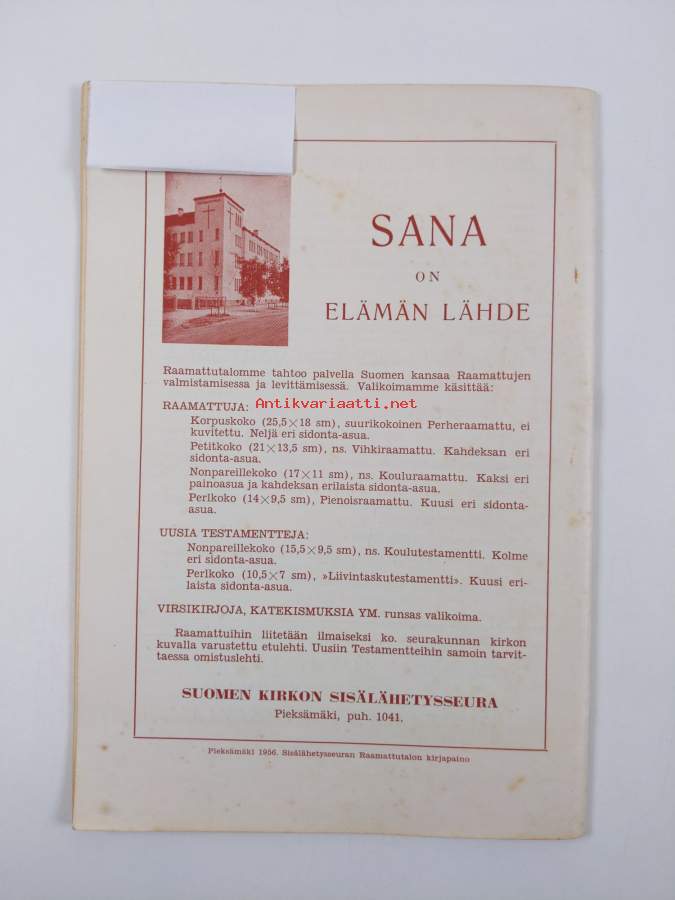 SANA
ON
ELÄMÄN LÄHDE
Raamattutalomme tahtoo palvella Suomen kansaa Raamattujen
valmistamisessa ja levittämisessä. Valikoimamme käsittää:
Antikvariaatti.net
RAAMATTUJA:
Korpuskoko (25,5×18 sm), suurikokoinen Perheraamattu, ei
kuvitettu. Neljä eri sidonta-asua.
Petitkoko (21×13,5 sm), ns. Vihkiraamattu. Kahdeksan eri
sidonta-asua.
Nonpareillekoko (17×11 sm), ns. Kouluraamattu. Kaksi eri
painoasua ja kahdeksan erilaista sidonta-asua.
Perlkoko (14×9,5 sm), Pienoisraamattu. Kuusi eri sidonta-
asua.
UUSIA TESTAMENTTEJA:
Nonpareillekoko (15,5×9,5 sm), ns. Koulutestamentti. Kolme
eri sidonta-asua.
Perlkoko (10,5×7 sm), »Liivintaskutestamentti». Kuusi eri-
laista sidonta-asua.
VIRSIKIRJOJA, KATEKISMUKSIA YM. runsas valikoima.
Raamattuihin liitetään ilmaiseksi ko. seurakunnan kirkon
kuvalla varustettu etulehti. Uusiin Testamentteihin samoin tarvit-
taessa omistuslehti.
SUOMEN KIRKON SISÄLÄHETYSSEURA
Pieksämäki, puh. 1041.
Pieksämäki 1956. Sisälähetysseuran Raamattutalon kirjapaino